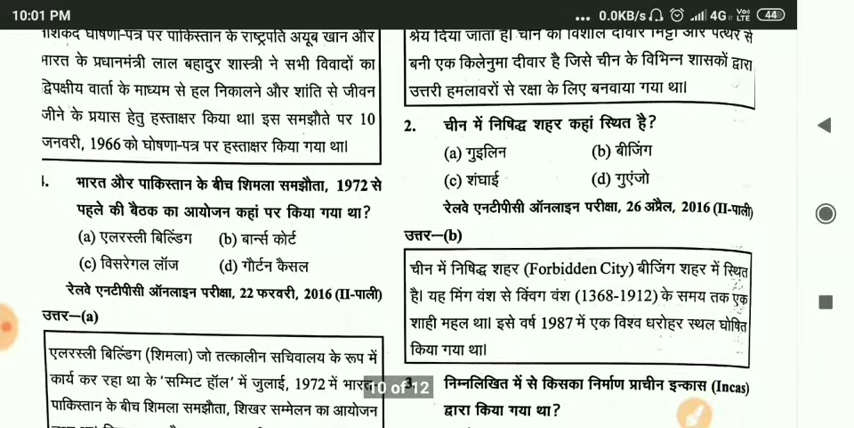 10:01 PM
... 0.0KB/s 4G Vo) LTE 44
घोषणा-पत्र पर पाकिस्तान के राष्ट्रपति अयूब खान और
भारत के प्रधानमंत्री लाल बहादुर शास्त्री ने सभी विवादों का
द्विपक्षीय वार्ता के माध्यम से हल निकालने और शांति से जीवन
जीने के प्रयास हेतु हस्ताक्षर किया था। इस समझौते पर 10
जनवरी, 1966 को घोषणा-पत्र पर हस्ताक्षर किया गया था।
भारत और पाकिस्तान के बीच शिमला समझौता, 1972 से
पहले की बैठक का आयोजन कहां पर किया गया था?
(a) एलरस्ली बिल्डिंग (b) बार्न्स कोर्ट
(c) विसरेगल लॉज (d) गौर्टन कैसल
रेलवे एनटीपीसी ऑनलाइन परीक्षा, 22 फरवरी, 2016 (II-पाली)
उत्तर—(a)
एलरस्ली बिल्डिंग (शिमला) जो तत्कालीन सचिवालय के रूप में
कार्य कर रहा था के 'सम्मिट हॉल' में जुलाई, 1972 में भारत
पाकिस्तान के बीच शिमला समझौता, शिखर सम्मेलन का आयोजन
श्रेय दिया जाता है। चीन की विशाल दीवार मिट्टी और पत्थर से
बनी एक किलेनुमा दीवार है जिसे चीन के विभिन्न शासकों द्वारा
उत्तरी हमलावरों से रक्षा के लिए बनवाया गया था।
2. चीन में निषिद्ध शहर कहां स्थित है?
(a) गुइलिन (b) बीजिंग
(c) शंघाई (d) गुएंजो
रेलवे एनटीपीसी ऑनलाइन परीक्षा, 26 अप्रैल, 2016 (II-पाली)
उत्तर—(b)
चीन में निषिद्ध शहर (Forbidden City) बीजिंग शहर में स्थित
है। यह मिंग वंश से क्विंग वंश (1368-1912) के समय तक एक
शाही महल था। इसे वर्ष 1987 में एक विश्व धरोहर स्थल घोषित
किया गया था।
3. निम्नलिखित में से किसका निर्माण प्राचीन इन्कास (Incas)
द्वारा किया गया था?
10 of 12